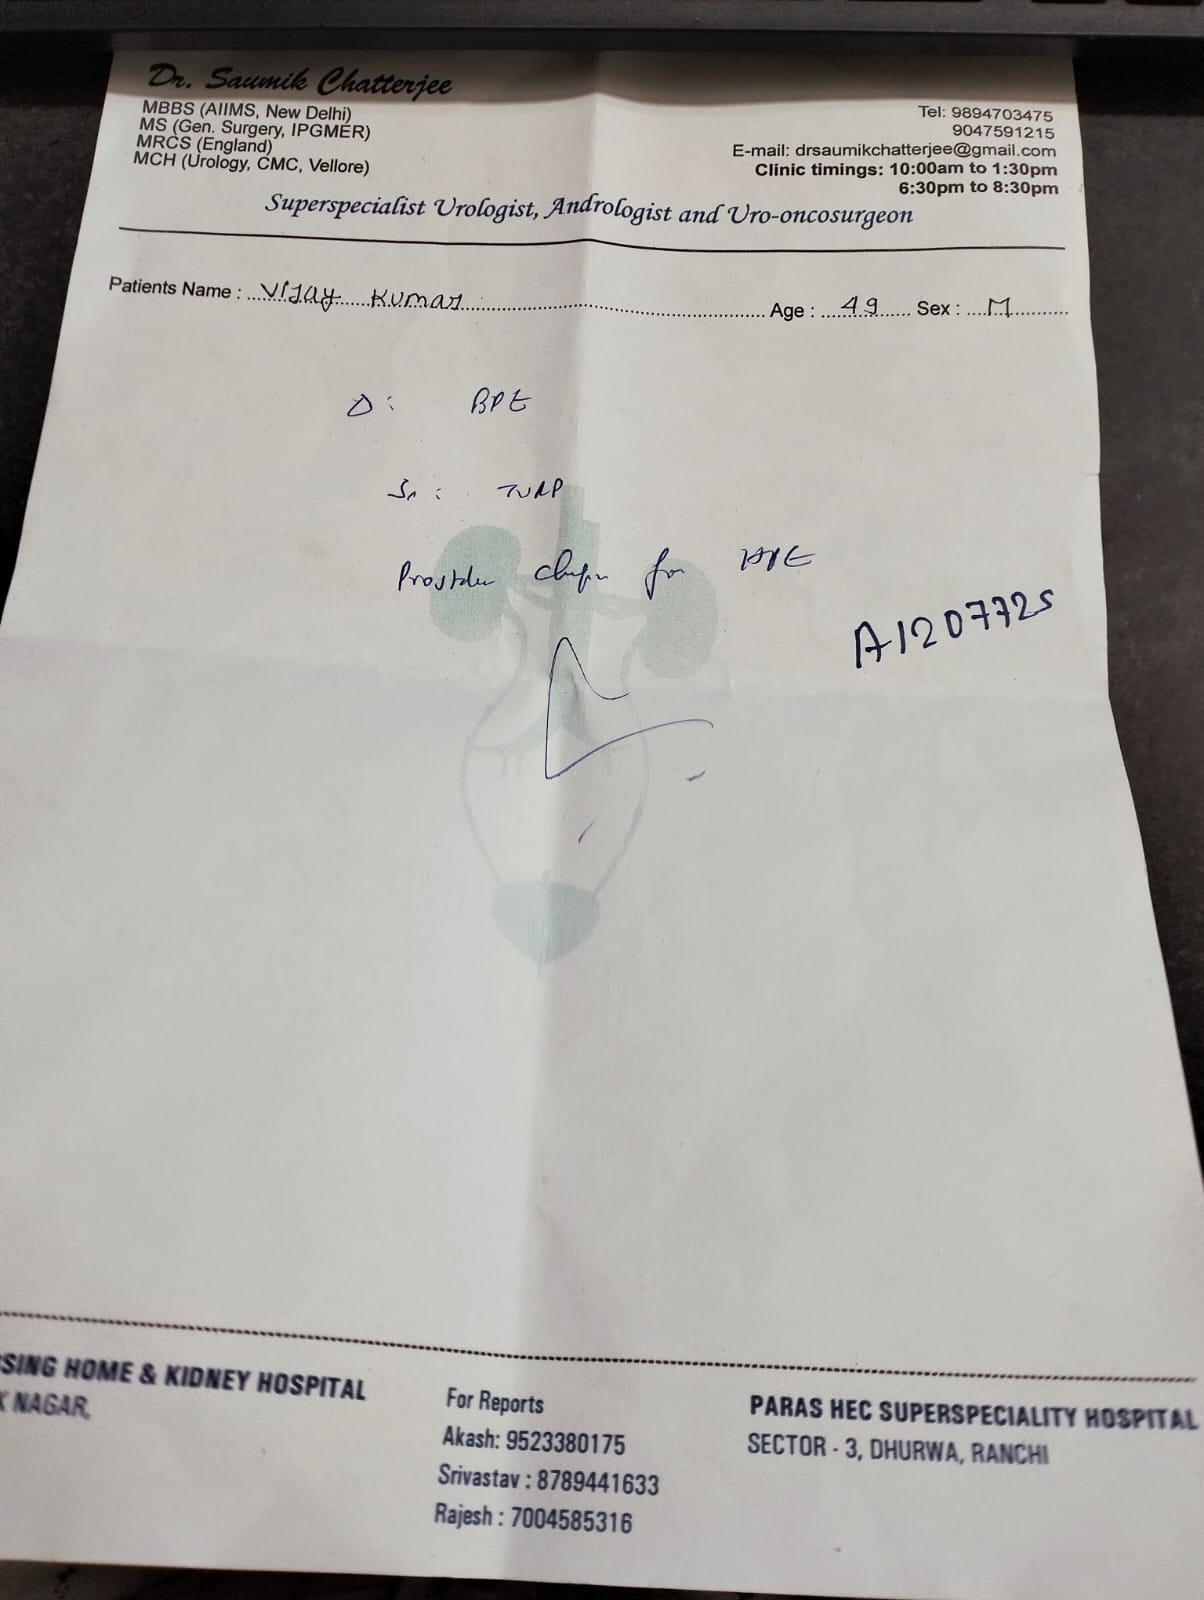 Dr. Saumik Chatterjee
MBBS (AIIMS, New Delhi)
MS (Gen. Surgery, IPGMER)
MRCS (England)
MCH (Urology, CMC, Vellore)
Tel: 9894703475
9047591215
E-mail: drsaumikchatterjee@gmail.com
Clinic timings: 10:00am to 1:30pm
6:30pm to 8:30pm
Superspecialist Urologist, Andrologist and Uro-oncosurgeon
Patients Name : Vijay Kumar Age : 49 Sex : M
D: BPE
TURP
for HPE
A1207725
SING HOME & KIDNEY HOSPITAL
K NAGAR,
For Reports
Akash: 9523380175
Srivastav : 8789441633
Rajesh : 7004585316
PARAS HEC SUPERSPECIALITY HOSPITAL
SECTOR - 3, DHURWA, RANCHI